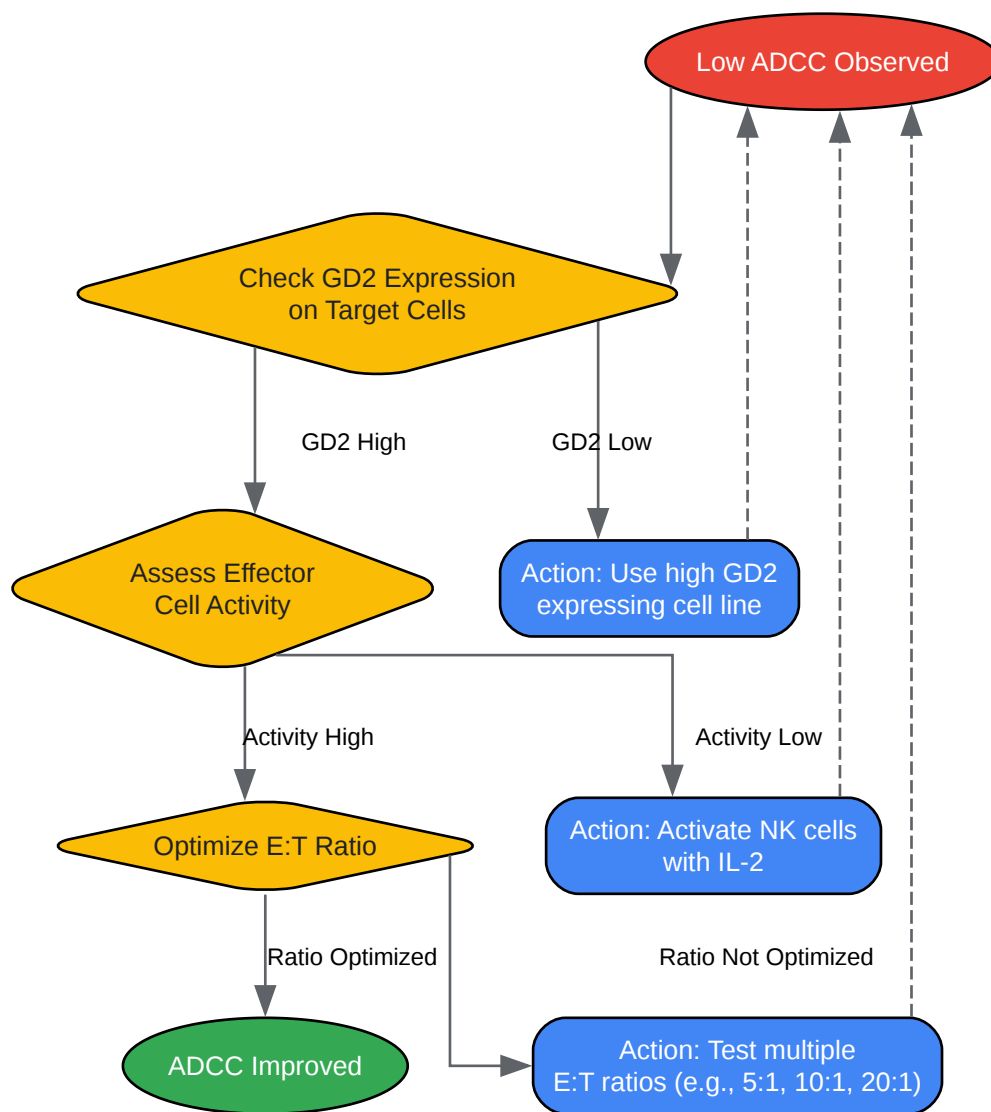 Low ADCC Observed
Check GD2 Expression
on Target Cells
GD2 High
GD2 Low
Assess Effector
Cell Activity
Action: Use high GD2
expressing cell line
Activity High
Activity Low
Optimize E:T Ratio
Action: Activate NK cells
with IL-2
Ratio Optimized
Ratio Not Optimized
ADCC Improved
Action: Test multiple
E:T ratios (e.g., 5:1, 10:1, 20:1)